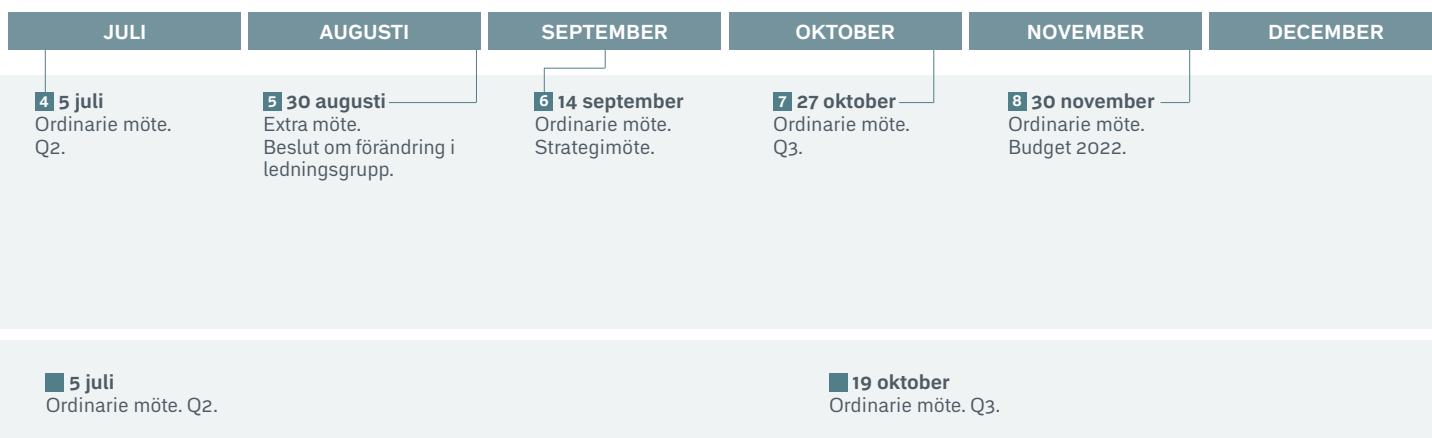 JULI
AUGUSTI
SEPTEMBER
OKTOBER
NOVEMBER
DECEMBER
4 5 juli
Ordinarie möte.
Q2.
5 30 augusti
Extra möte.
Beslut om förändring i
ledningsgrupp.
6 14 september
Ordinarie möte.
Strategimöte.
7 27 oktober
Ordinarie möte.
Q3.
8 30 november
Ordinarie möte.
Budget 2022.
5 juli
Ordinarie möte. Q2.
19 oktober
Ordinarie möte. Q3.